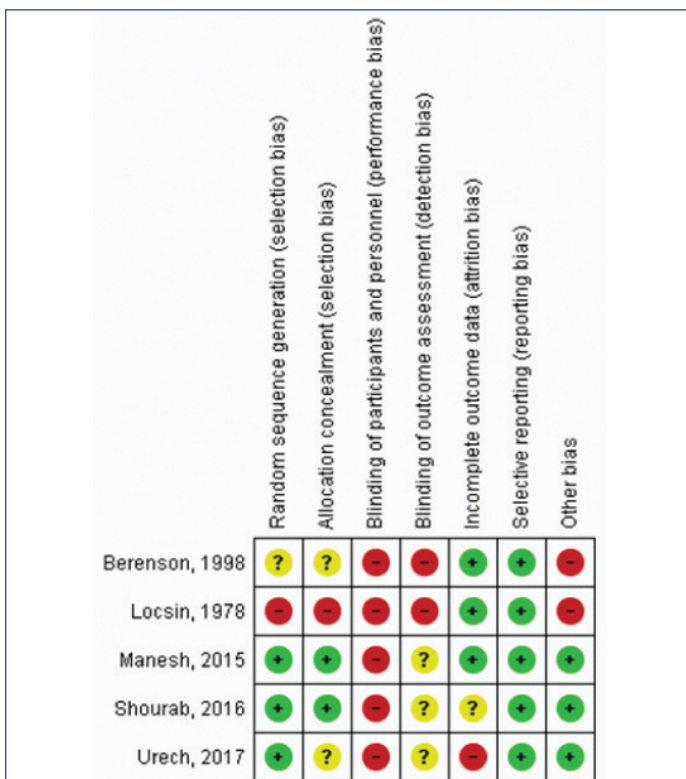 Random sequence generation (selection bias)
Allocation concealment (selection bias)
Blinding of participants and personnel (performance bias)
Blinding of outcome assessment (detection bias)
Incomplete outcome data (attrition bias)
Selective reporting (reporting bias)
Other bias
Berenson, 1998 ? ? - - + + -
Locsin, 1978 - - - - + + -
Manesh, 2015 + + - ? + + +
Shourab, 2016 + + - ? ? + +
Urech, 2017 + ? - ? - + +